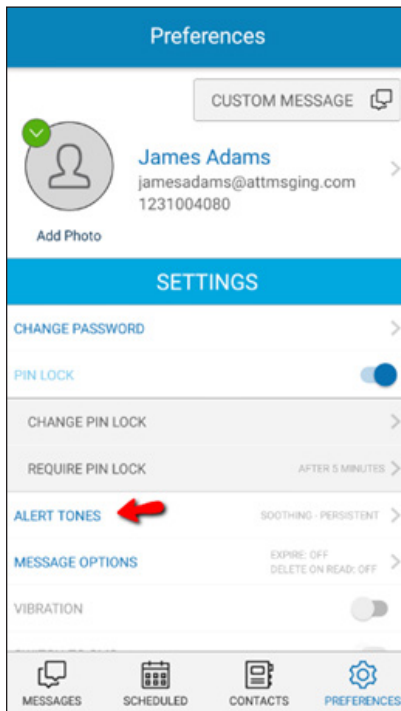 Preferences
CUSTOM MESSAGE
James Adams
jamesadams@attmsging.com
1231004080
Add Photo
SETTINGS
CHANGE PASSWORD
PIN LOCK
CHANGE PIN LOCK
REQUIRE PIN LOCK AFTER 5 MINUTES
ALERT TONES SOOTHING - PERSISTENT
MESSAGE OPTIONS EXPIRE: OFF
DELETE ON READ: OFF
VIBRATION
MESSAGES SCHEDULED CONTACTS PREFERENCES